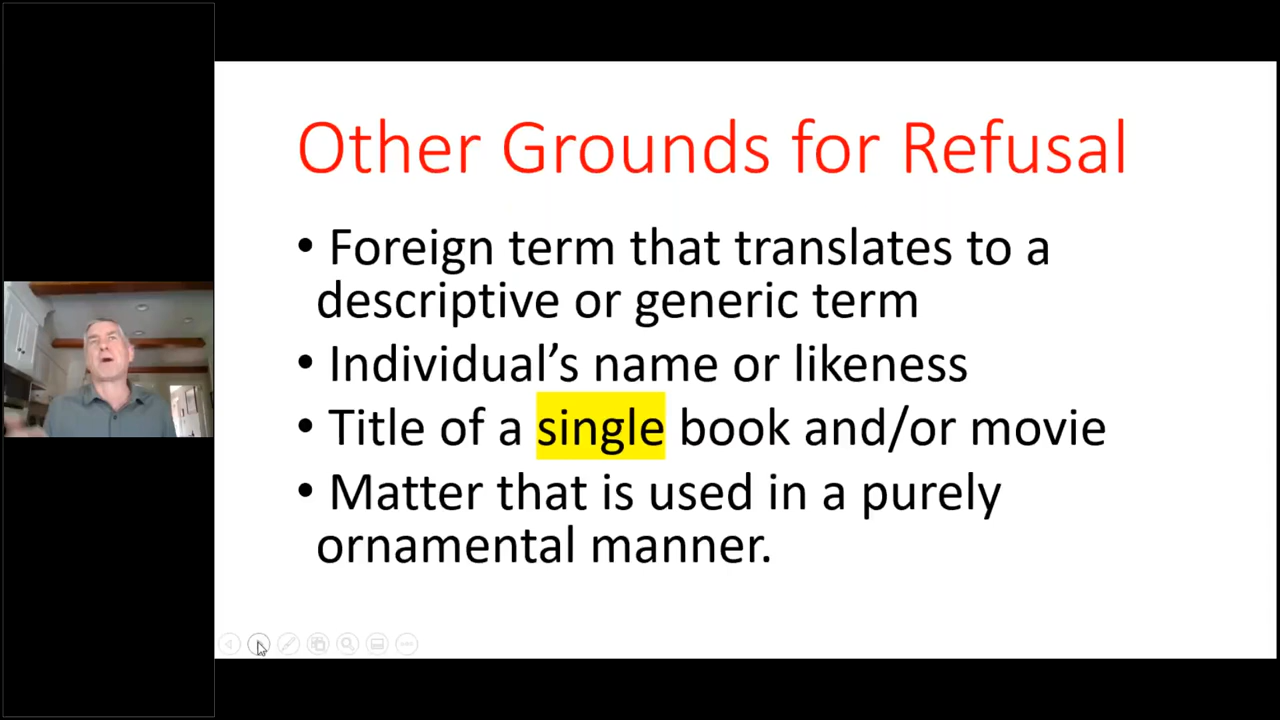 Other Grounds for Refusal
• Foreign term that translates to a
descriptive or generic term
• Individual’s name or likeness
• Title of a single book and/or movie
• Matter that is used in a purely
ornamental manner.